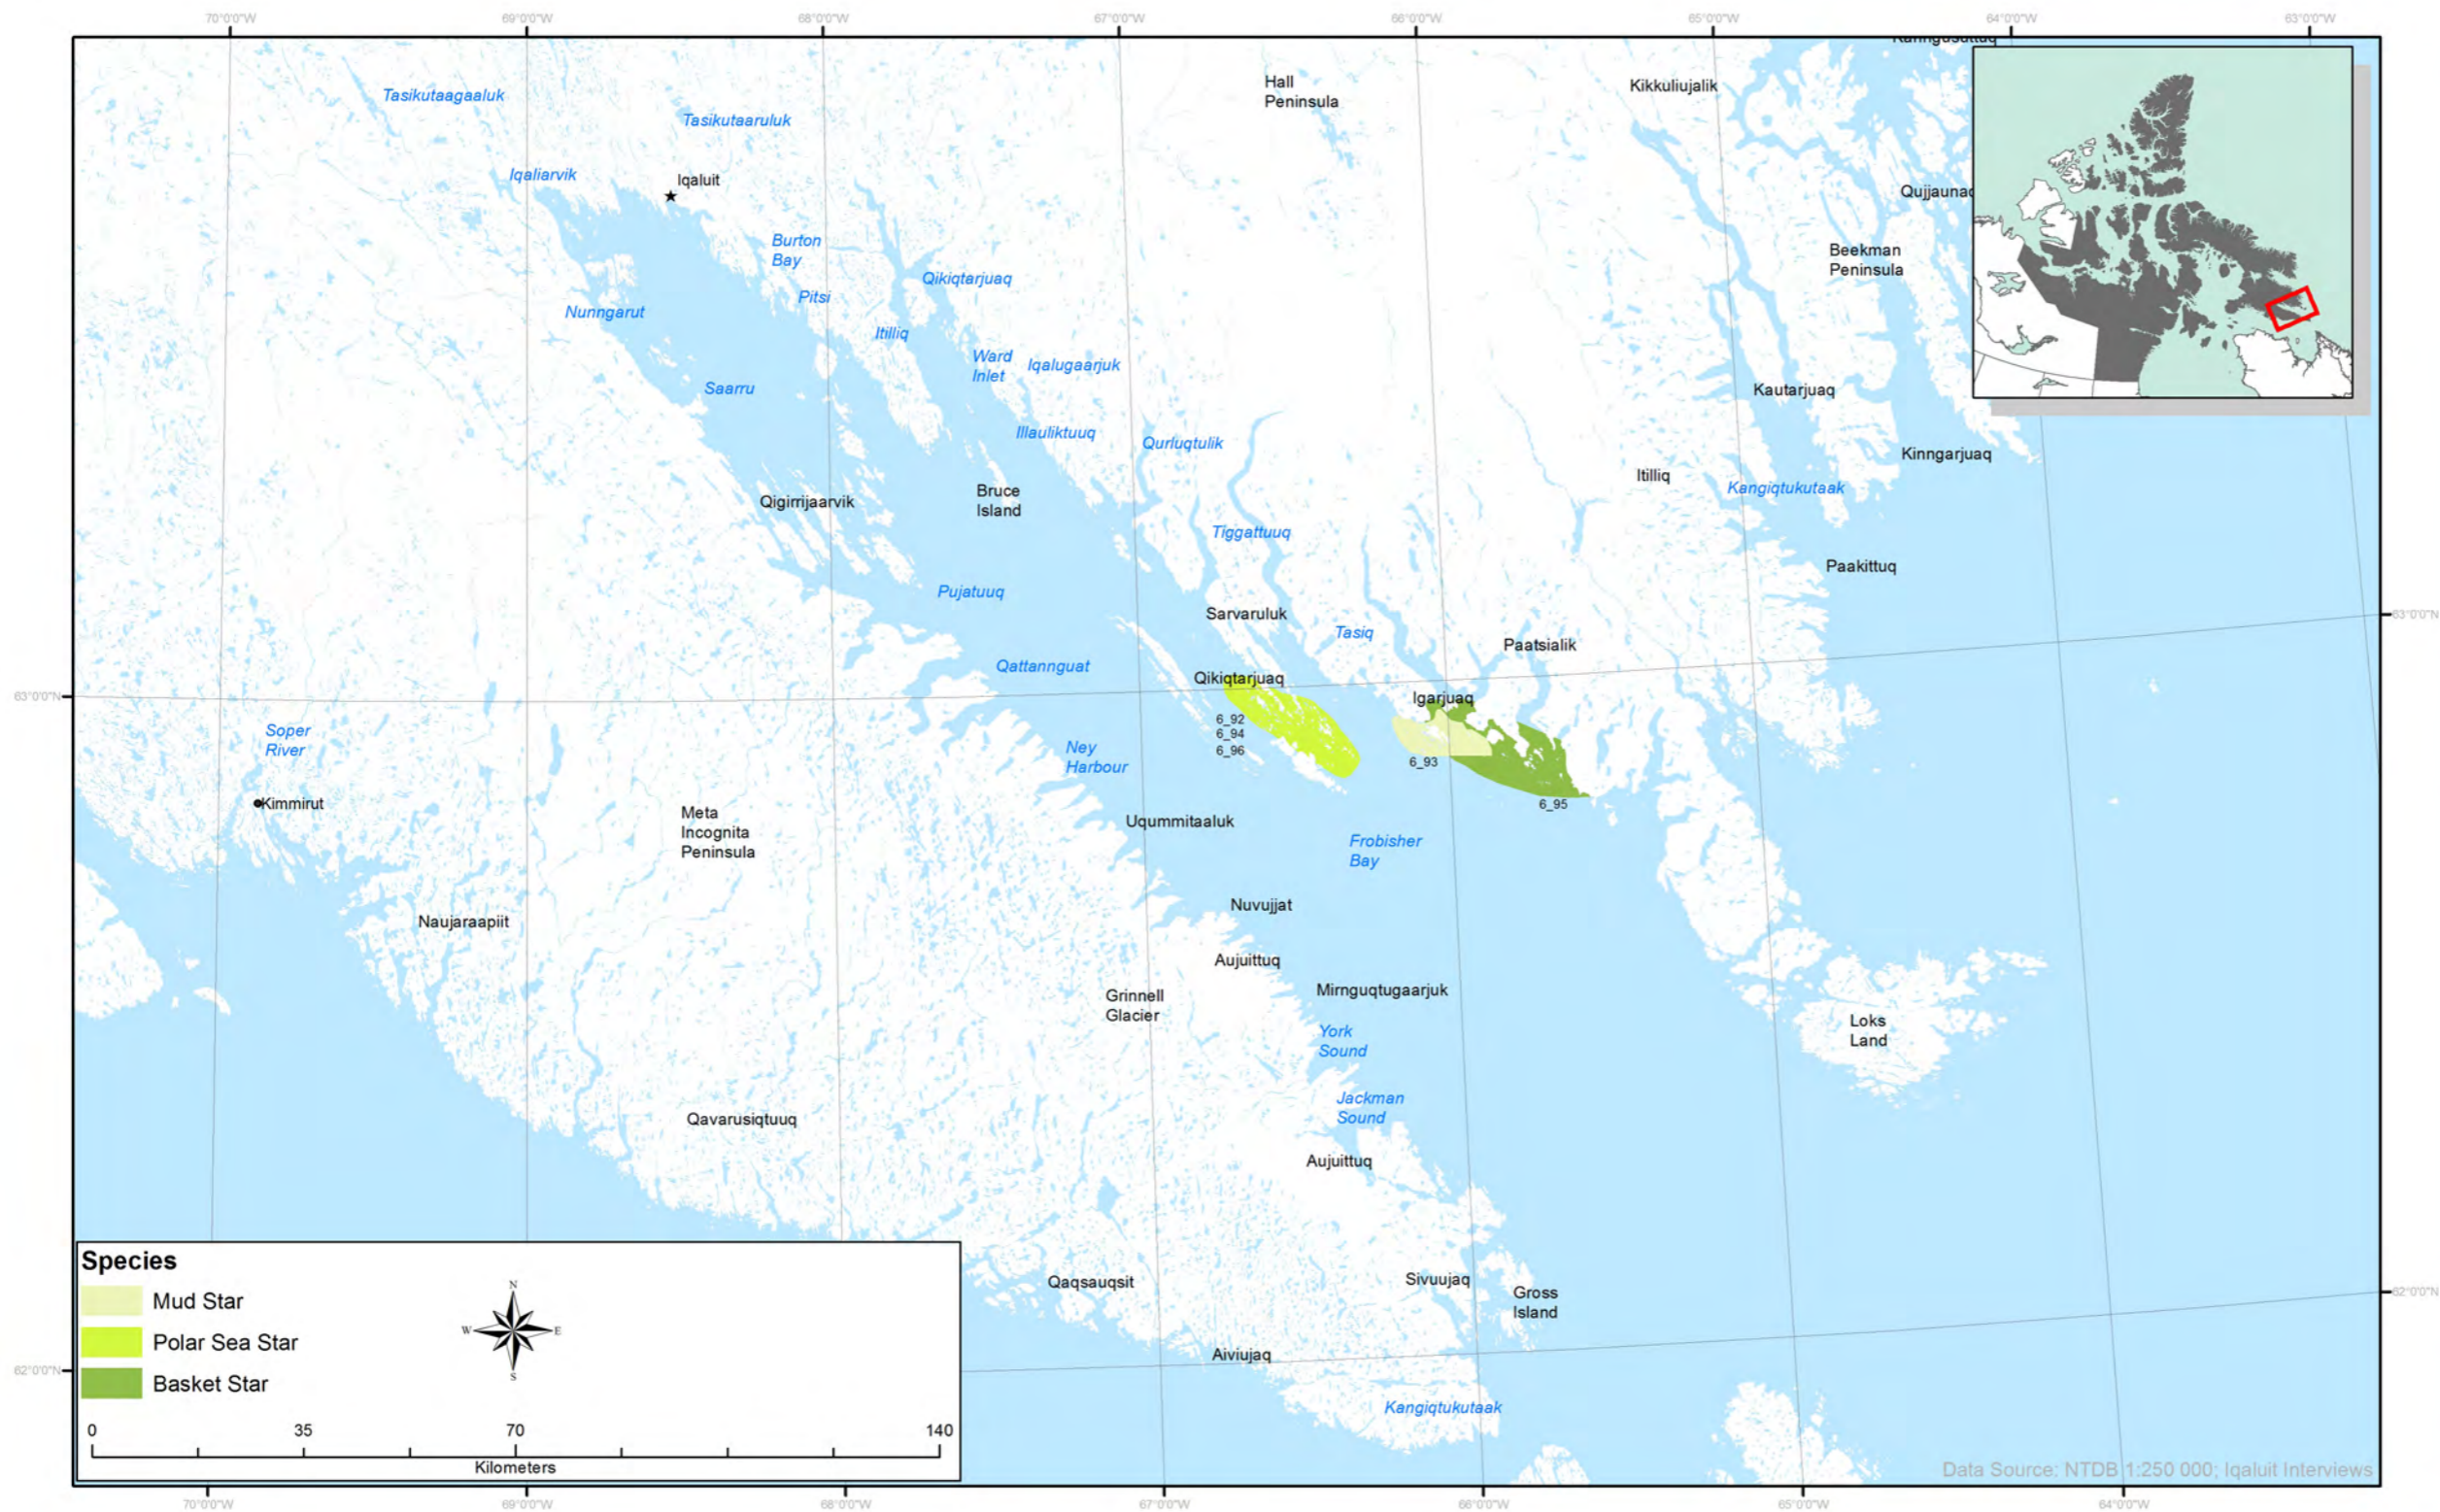 70°0'0"W
69°0'0"W
68°0'0"W
67°0'0"W
66°0'0"W
65°0'0"W
64°0'0"W
63°0'0"W
Tasikutaagaaluk
Tasikutaaruluk
Hall
Peninsula
Kikkuliujalik
Iqaliarvik
Iqaluit
Burton
Bay
Pitsi
Qikiqtarjuaq
Itilliq
Nunngarut
Beekman
Peninsula
Ward
Inlet
Iqalugaarjuk
Saarru
Kautarjuaq
Illauliktuuq
Qurluqtulik
Kinngarjuaq
Itilliq
Kangiqtukutaak
Qigirrijaarvik
Bruce
Island
Tiggattuuq
Paakittuq
Pujatuuq
Sarvaruluk
63°0'0"N
Tasiq
Paatsialik
Qattannguat
Qikiqtarjuaq
63°0'0"N
Igarjuaq
6_92
6_94
6_96
Soper
River
Ney
Harbour
6_93
6_95
Kimmirut
Meta
Incognita
Peninsula
Uqummitaaluk
Frobisher
Bay
Nuvujjat
Naujaraapiit
Aujuittuq
Grinnell
Glacier
Mirnguqtugaarjuk
York
Sound
Loks
Land
Jackman
Sound
Qavarusiqtuuq
Aujuittuq
Qaqsauqsit
Sivuujaq
Gross
Island
62°0'0"N
Aiviujaq
62°0'0"N
Kangiqtukutaak
Species
Mud Star
Polar Sea Star
Basket Star
N
W E
S
0 35 70 140
Kilometers
Data Source: NTDB 1:250 000; Iqaluit Interviews
70°0'0"W
69°0'0"W
68°0'0"W
67°0'0"W
66°0'0"W
65°0'0"W
64°0'0"W